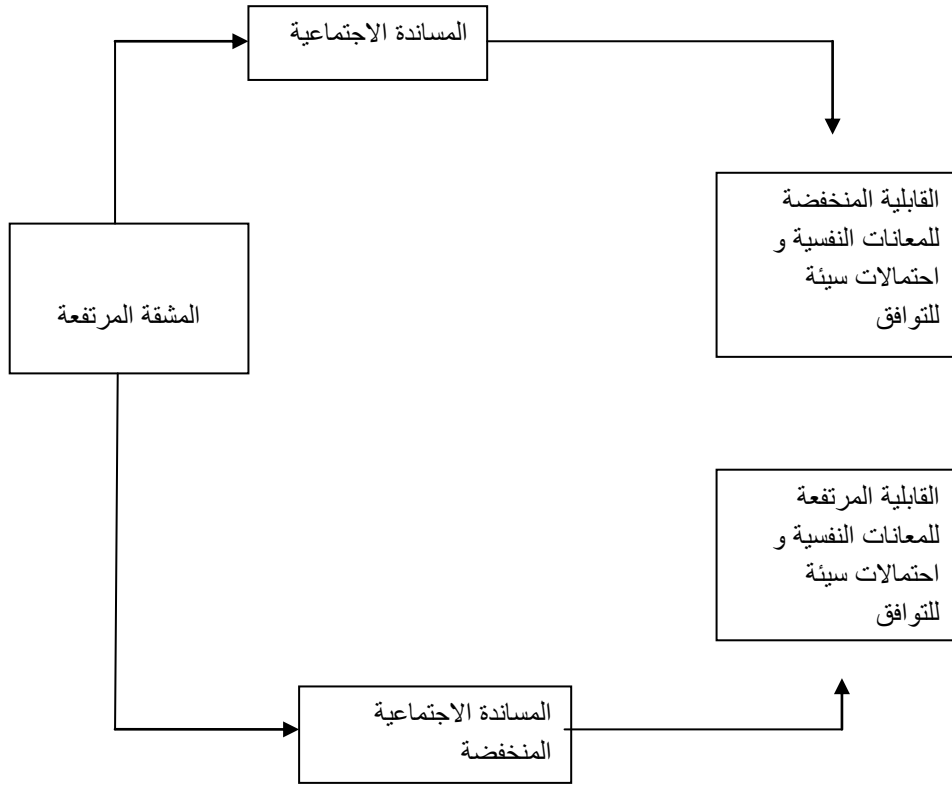 المساندة الاجتماعية
القابلية المنخفضة
للمعانات النفسية و
احتمالات سيئة
للتوافق
المشقة المرتفعة
القابلية المرتفعة
للمعانات النفسية و
احتمالات سيئة
للتوافق
المساندة الاجتماعية
المنخفضة